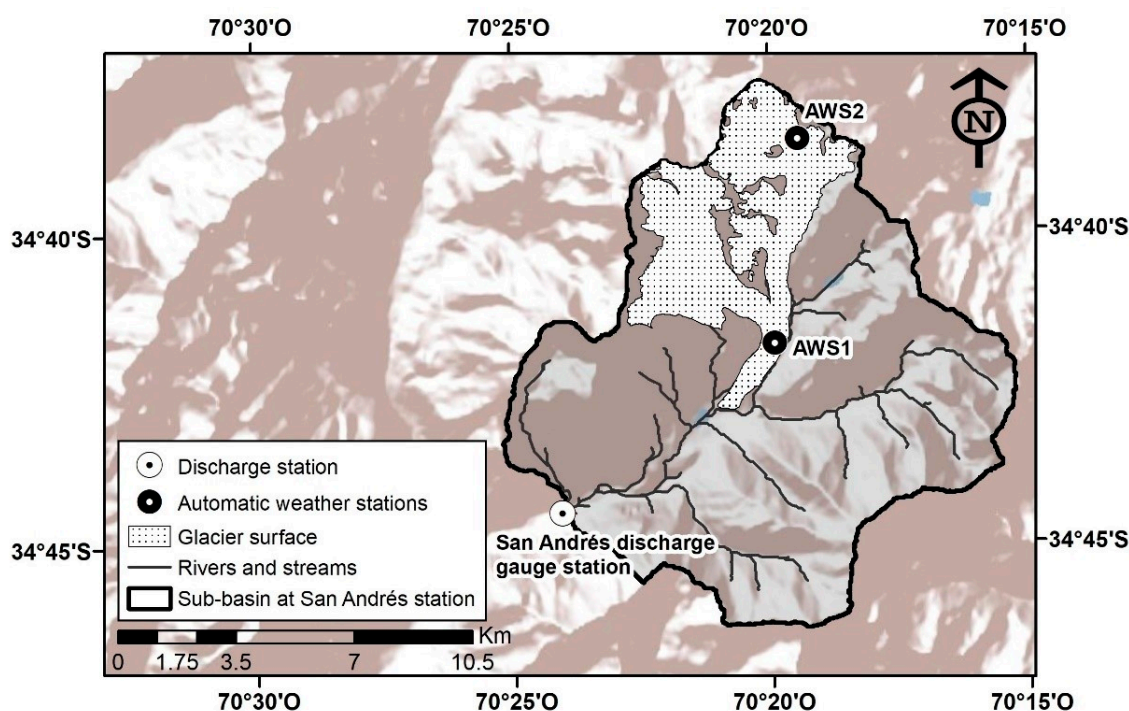 70°30'O 70°25'O 70°20'O 70°15'O
N
AWS2
34°40'S 34°40'S
AWS1
Discharge station
Automatic weather stations
Glacier surface
Rivers and streams
Sub-basin at San Andrés station
San Andrés discharge
gauge station
34°45'S 34°45'S
Km
0 1.75 3.5 7 10.5
70°30'O 70°25'O 70°20'O 70°15'O